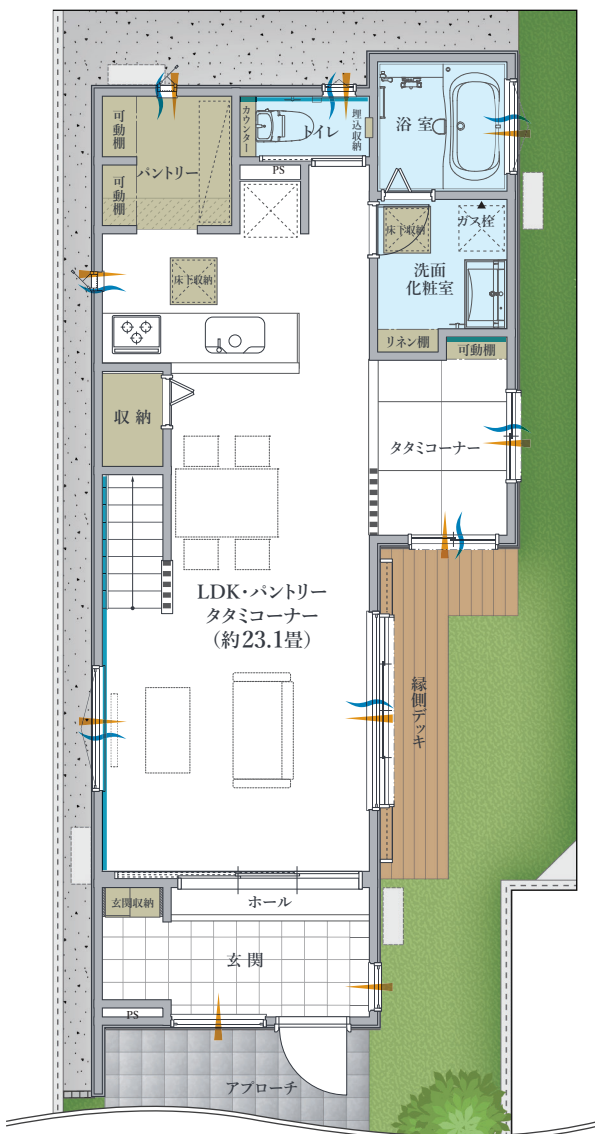 可動棚
可動棚
パントリー
カウンター
トイレ
埋込収納
浴室
PS
床下収納
ガス栓
洗面
化粧室
床下収納
リネン棚
可動棚
収納
タタミコーナー
LDK・パントリー
タタミコーナー
(約23.1畳)
縁側デッキ
玄関収納
ホール
玄関
PS
アプローチ